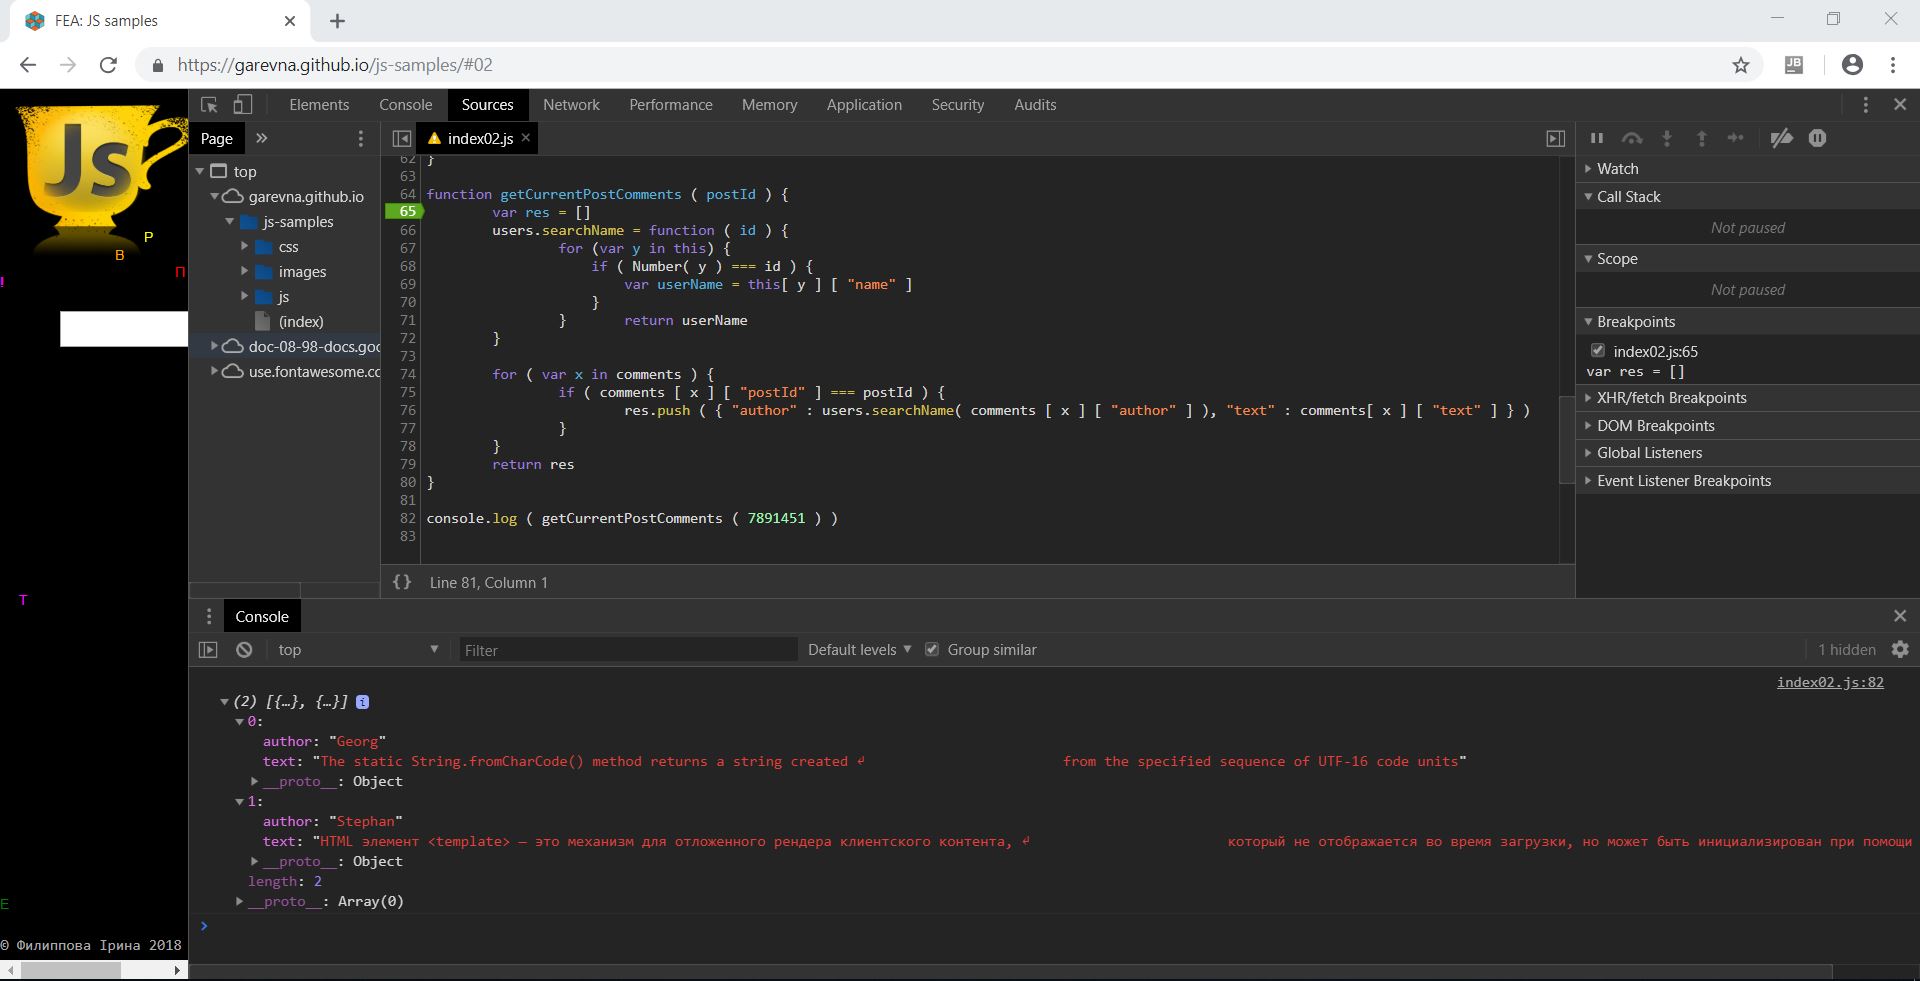 FEA: JS samples
https://garevna.github.io/js-samples/#02
JB
Js
P
B
П
!
T
E
© Филиппова Ірина 2018
Elements Console Sources Network Performance Memory Application Security Audits
Page
index02.js
top
garevna.github.io
js-samples
css
images
js
(index)
doc-08-98-docs.goo
use.fontawesome.co
62 }
63
64 function getCurrentPostComments ( postId ) {
65 var res = []
66 users.searchName = function ( id ) {
67 for (var y in this) {
68 if ( Number( y ) === id ) {
69 var userName = this[ y ] [ "name" ]
70 }
71 } return userName
72 }
73
74 for ( var x in comments ) {
75 if ( comments [ x ] [ "postId" ] === postId ) {
76 res.push ( { "author" : users.searchName( comments [ x ] [ "author" ] ), "text" : comments[ x ] [ "text" ] } )
77 }
78 }
79 return res
80 }
81
82 console.log ( getCurrentPostComments ( 7891451 ) )
83
{} Line 81, Column 1
Watch
Call Stack
Not paused
Scope
Not paused
Breakpoints
index02.js:65
var res = []
XHR/fetch Breakpoints
DOM Breakpoints
Global Listeners
Event Listener Breakpoints
Console
top Filter Default levels Group similar 1 hidden
index02.js:82
(2) [{…}, {…}] i
0:
author: "Georg"
text: "The static String.fromCharCode() method returns a string created ↲ from the specified sequence of UTF-16 code units"
__proto__: Object
1:
author: "Stephan"
text: "HTML элемент <template> — это механизм для отложенного рендера клиентского контента, ↲ который не отображается во время загрузки, но может быть инициализирован при помощи
__proto__: Object
length: 2
__proto__: Array(0)